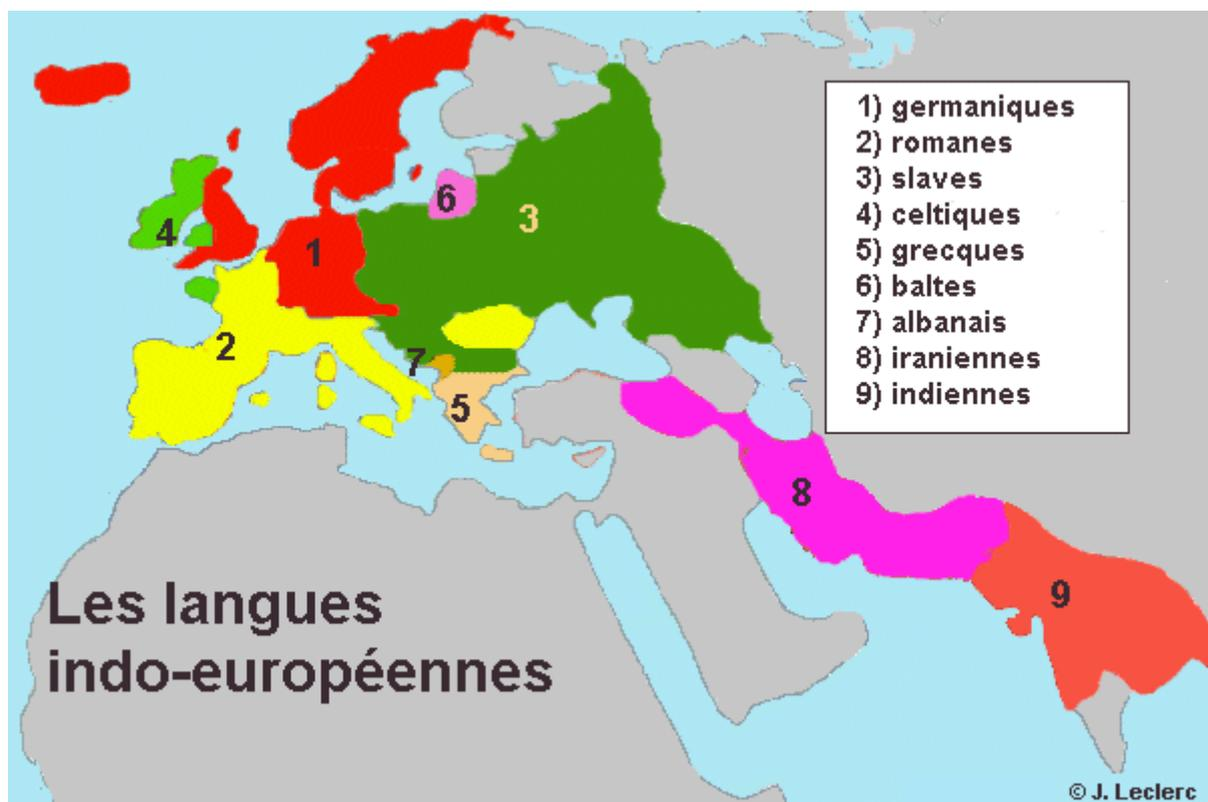 1) germaniques
2) romanes
3) slaves
4) celtiques
5) grecques
6) baltes
7) albanais
8) iraniennes
9) indiennes
6
3
4
1
2
7
5
8
9
Les langues
indo-européennes
© J. Leclerc